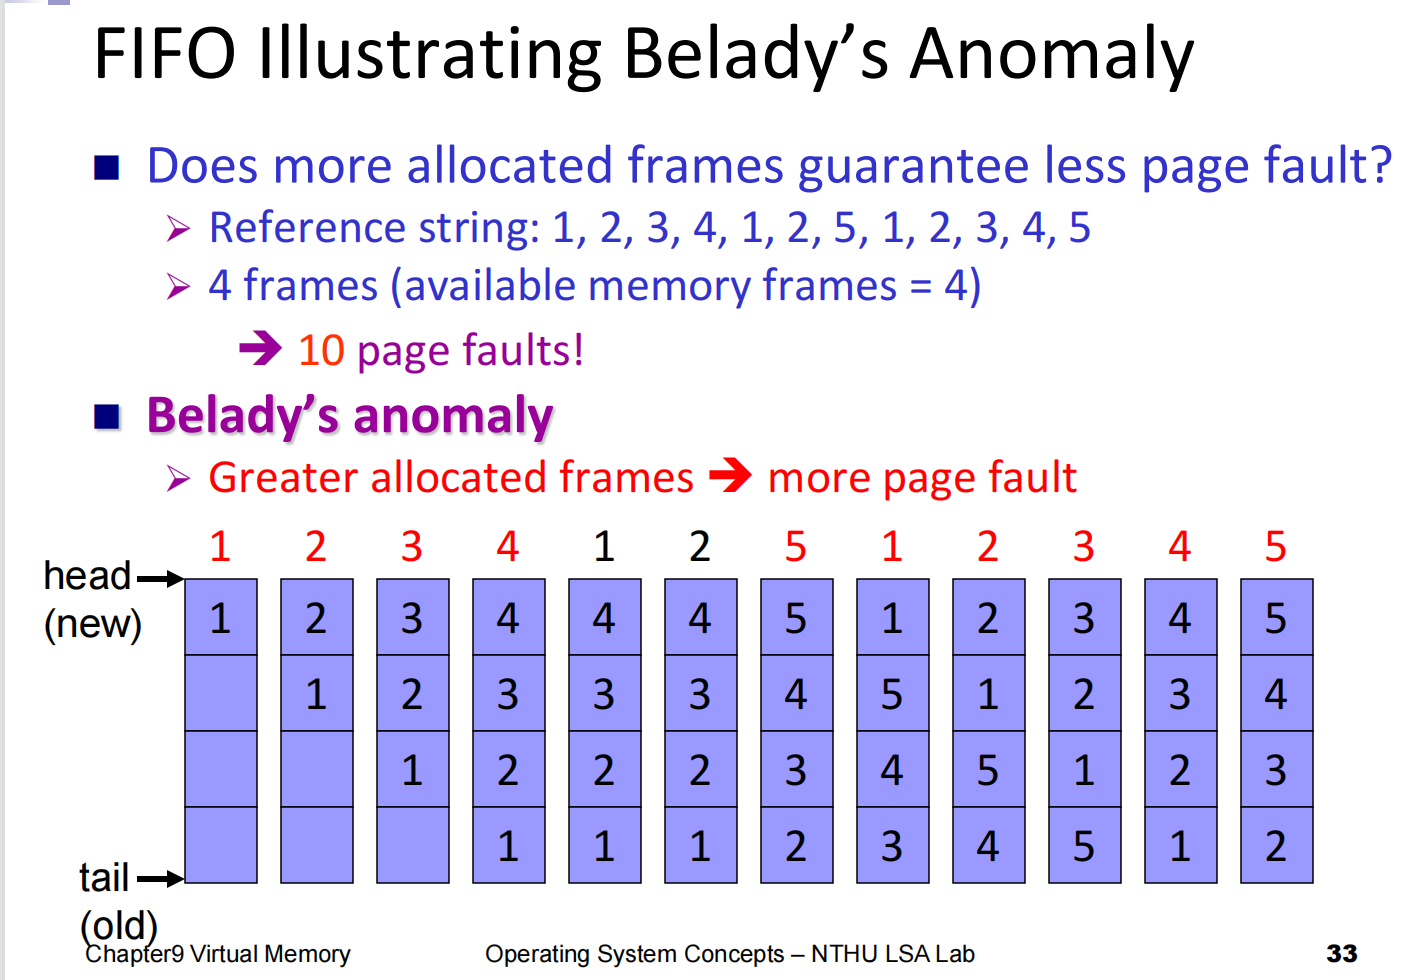 FIFO Illustrating Belady's Anomaly
Does more allocated frames guarantee less page fault?
Reference string: 1, 2, 3, 4, 1, 2, 5, 1, 2, 3, 4, 5
4 frames (available memory frames = 4)
➔ 10 page faults!
Belady's anomaly
Greater allocated frames ➔ more page fault
1 2 3 4 1 2 5 1 2 3 4 5
head
(new)
1 2 3 4 4 4 5 1 2 3 4 5
1 2 3 3 3 4 5 1 2 3 4
1 2 2 2 3 4 5 1 2 3
1 1 1 2 3 4 5 1 2
tail
(old)
Chapter9 Virtual Memory
Operating System Concepts – NTHU LSA Lab
33